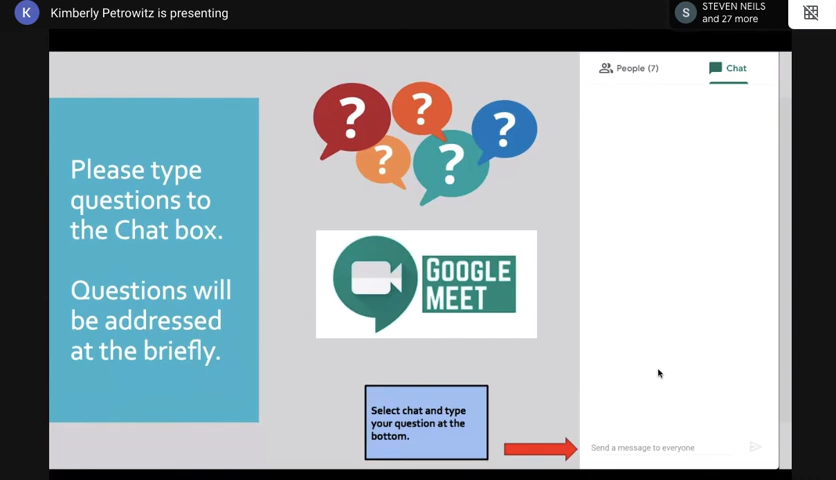 K Kimberly Petrowitz is presenting
S STEVEN NEILS
and 27 more
People (7)
Chat
? ? ? ? ?
Please type
questions to
the Chat box.
Questions will
be addressed
at the briefly.
GOOGLE
MEET
Select chat and type
your question at the
bottom.
Send a message to everyone